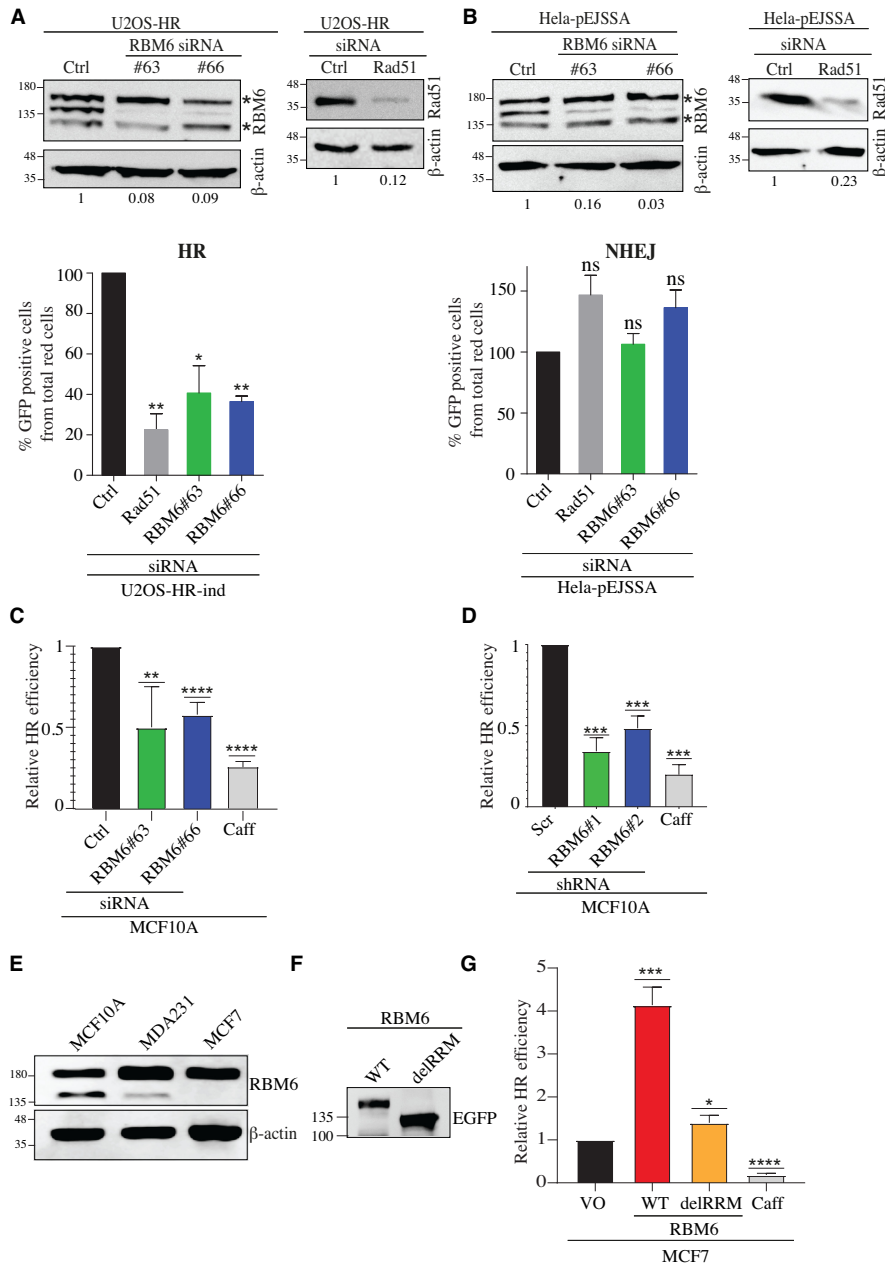 A
U2OS-HR
RBM6 siRNA
Ctrl #63 #66
180
135
*
*
RBM6
48
35
β-actin
1 0.08 0.09
U2OS-HR
siRNA
Ctrl Rad51
48
35
Rad51
48
35
β-actin
1 0.12
B
Hela-pEJSSA
RBM6 siRNA
Ctrl #63 #66
180
135
*
*
RBM6
48
35
β-actin
1 0.16 0.03
Hela-pEJSSA
siRNA
Ctrl Rad51
48
35
Rad51
48
35
β-actin
1 0.23
HR
% GFP positive cells
from total red cells
100
80
60
40
20
0
** * **
Ctrl Rad51 RBM6#63 RBM6#66
siRNA
U2OS-HR-ind
NHEJ
% GFP positive cells
from total red cells
150
100
50
0
ns ns ns
Ctrl Rad51 RBM6#63 RBM6#66
siRNA
Hela-pEJSSA
C
Relative HR efficiency
1
0.5
0
** **** ****
Ctrl RBM6#63 RBM6#66 Caff
siRNA
MCF10A
D
Relative HR efficiency
1
0.5
0
*** *** ***
Scr RBM6#1 RBM6#2 Caff
shRNA
MCF10A
E
MCF10A MDA231 MCF7
180
135
RBM6
48
35
β-actin
F
RBM6
WT delRRM
135
100
EGFP
G
Relative HR efficiency
5
4
3
2
1
0
*** * ****
VO WT delRRM Caff
RBM6
MCF7